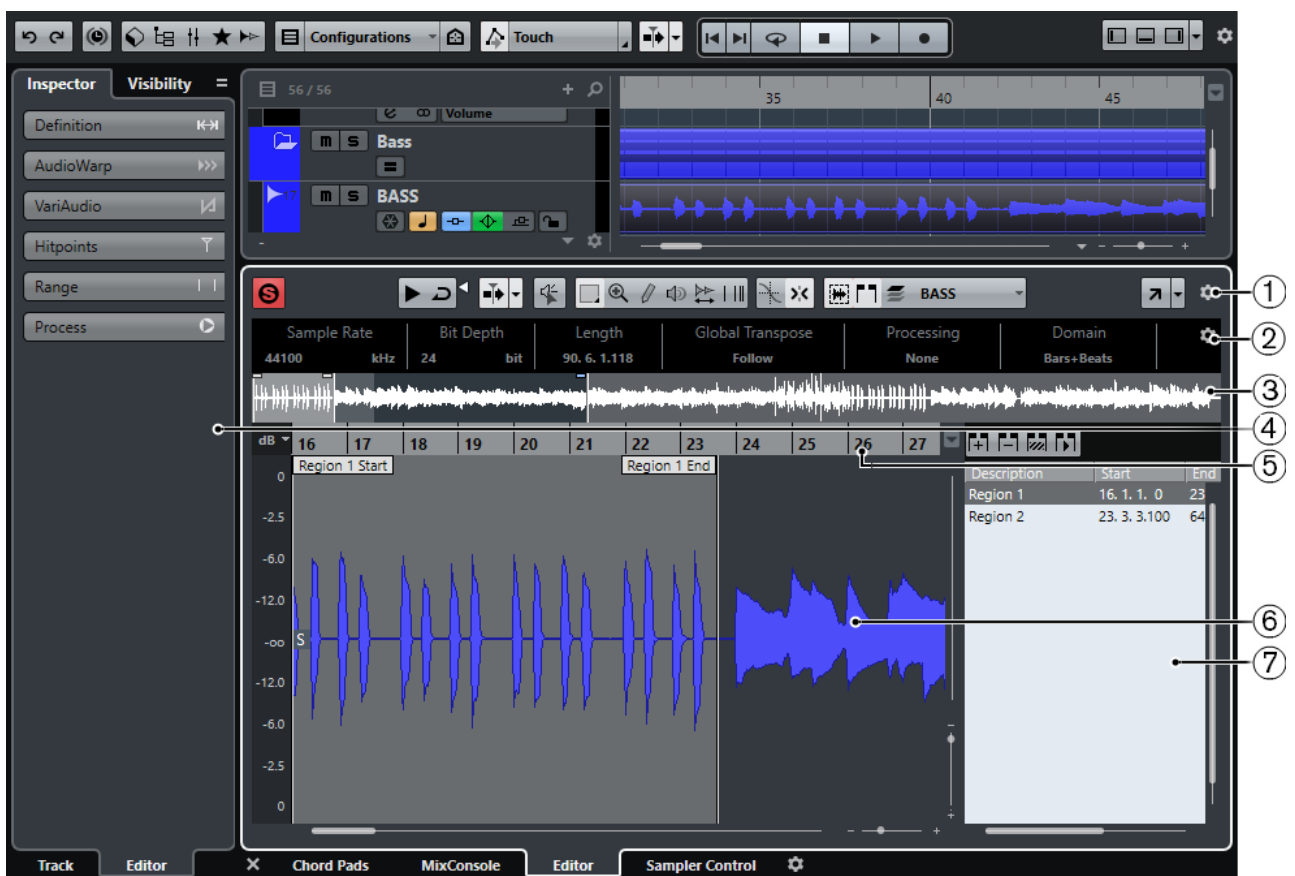 Configurations
Touch
Inspector
Visibility
56 / 56
Definition
AudioWarp
VariAudio
Hitpoints
Range
Process
35
40
45
Volume
m S Bass
17 m S BASS
BASS
Sample Rate
Bit Depth
Length
Global Transpose
Processing
Domain
44100 kHz
24 bit
90. 6. 1.118
Follow
None
Bars+Beats
dB
16 17 18 19 20 21 22 23 24 25 26 27
Region 1 Start
Region 1 End
0
-2.5
-6.0
-12.0
-oo
S
-12.0
-6.0
-2.5
0
Description Start End
Region 1 16. 1. 1. 0 23
Region 2 23. 3. 3.100 64
1
2
3
4
5
6
7
Track
Editor
Chord Pads
MixConsole
Editor
Sampler Control